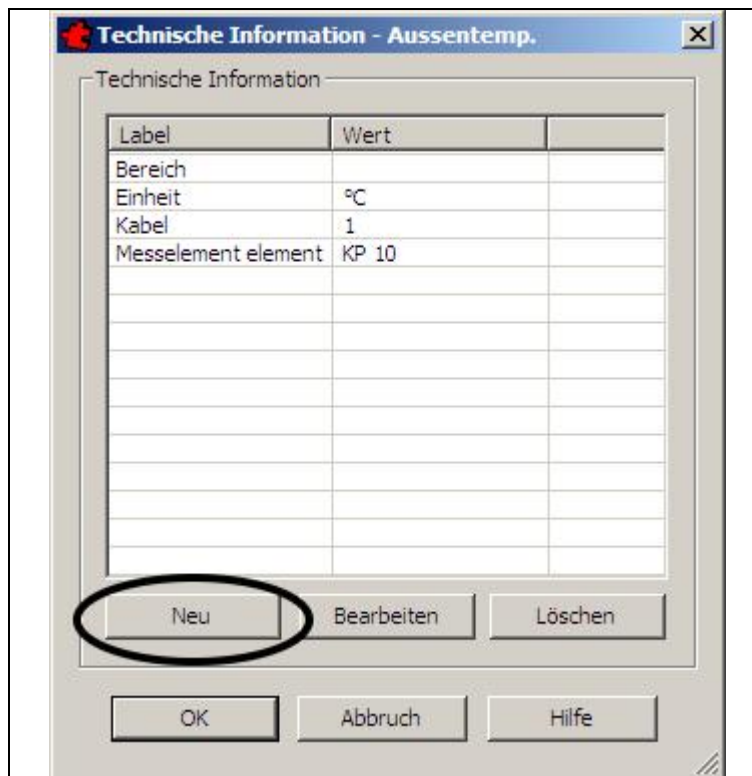 Technische Information - Aussentemp.
Technische Information
Label Wert
Bereich
Einheit °C
Kabel 1
Messelement element KP 10
Neu Bearbeiten Löschen
OK Abbruch Hilfe